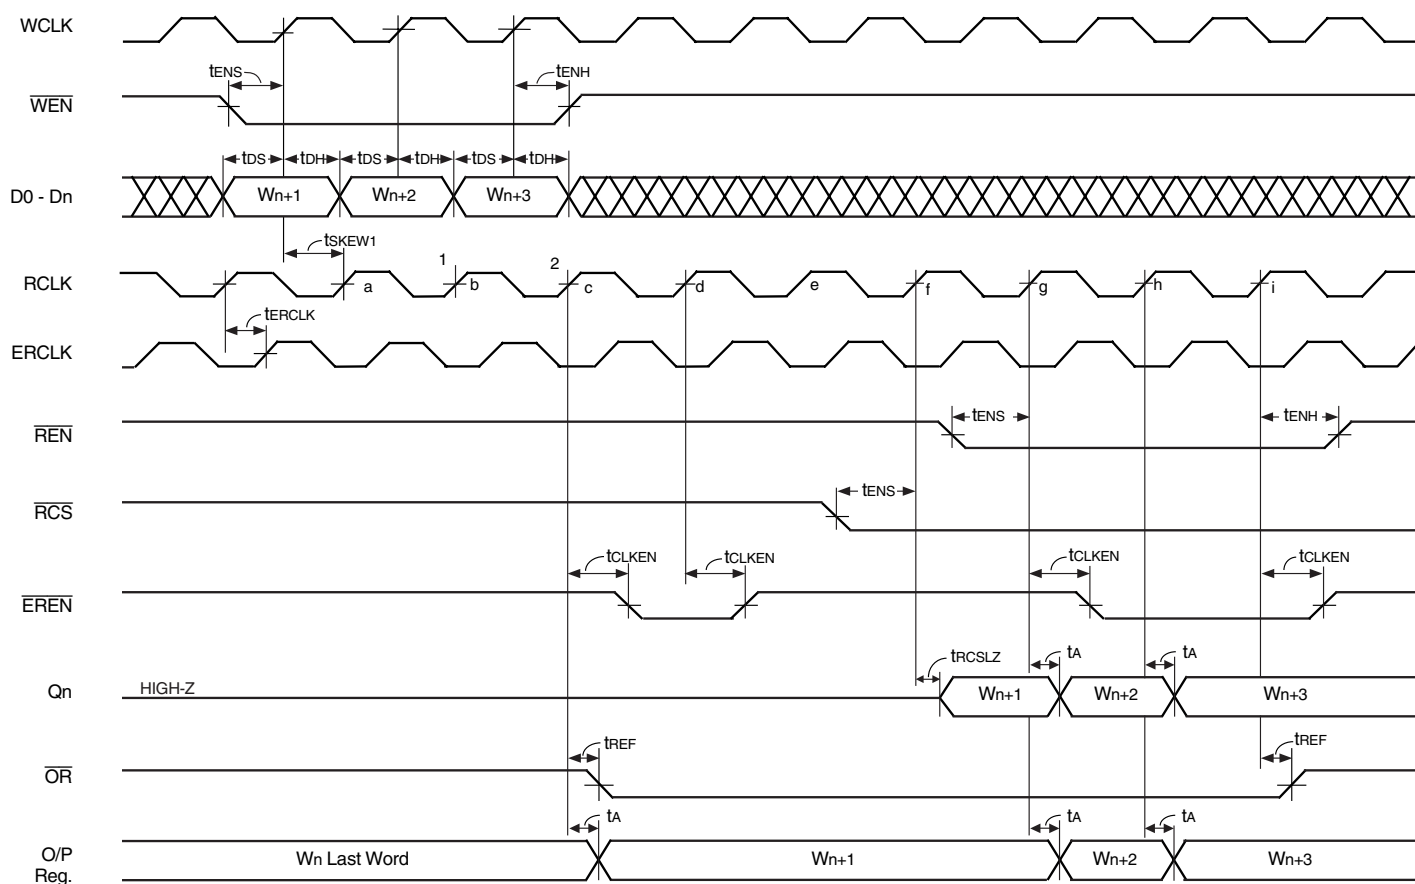 WCLK
tENS
tENH
WEN
tDS tDH tDS tDH tDS tDH
D0 - Dn
Wn+1 Wn+2 Wn+3
tSKEW1
1 2
RCLK
a b c d e f g h i
tERCLK
ERCLK
tENS tENH
REN
tENS
RCS
tCLKEN tCLKEN tCLKEN tCLKEN
EREN
tRCSLZ tA tA
Qn HIGH-Z Wn+1 Wn+2 Wn+3
tREF tREF
OR
tA tA tA
O/P Reg.
Wn Last Word Wn+1 Wn+2 Wn+3